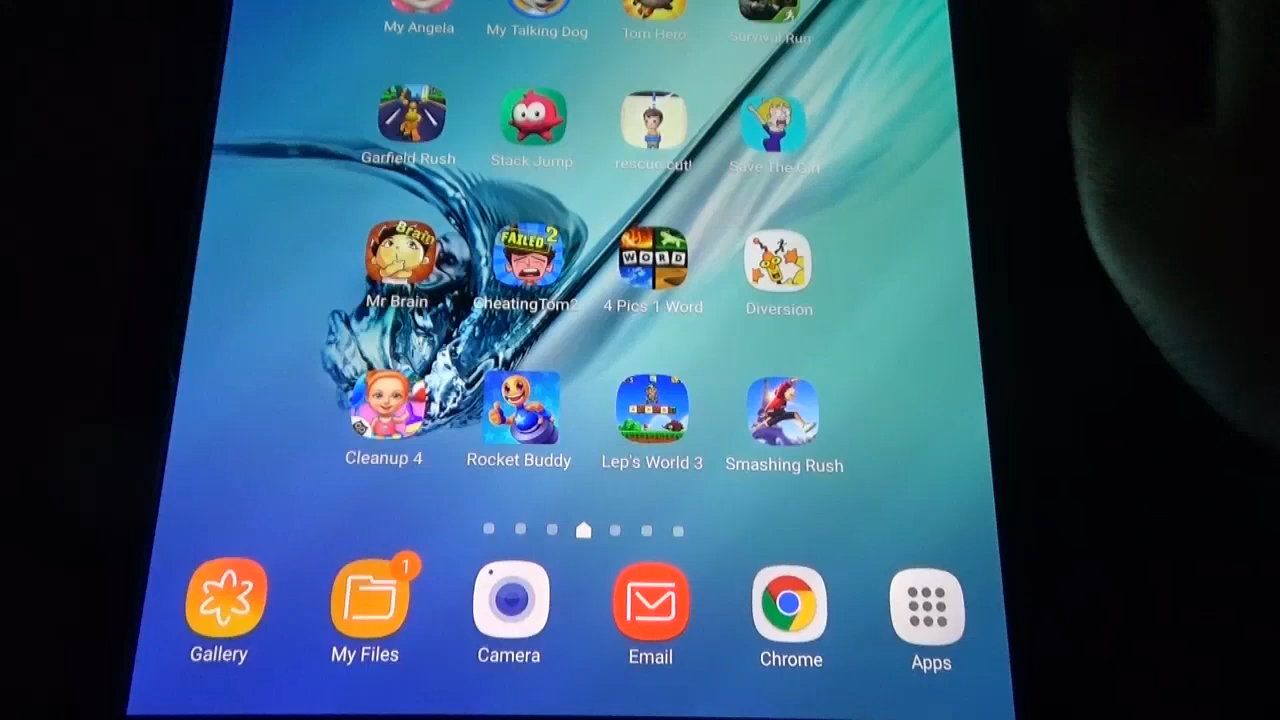 My Angela
My Talking Dog
Tom Hero
Survival Run
Garfield Rush
Stack Jump
rescue cut!
Save The Girl
Brain
FAILED 2
WORD
Mr Brain
CheatingTom2
4 Pics 1 Word
Diversion
Cleanup 4
Rocket Buddy
Lep's World 3
Smashing Rush
1
Gallery
My Files
Camera
Email
Chrome
Apps